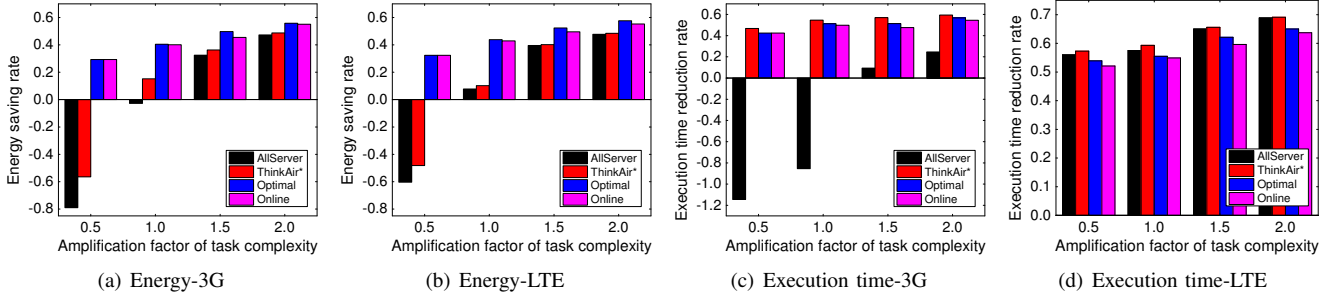 Energy saving rate
0.6
0.4
0.2
0.0
-0.2
-0.4
-0.6
-0.8
AllServer
ThinkAir*
Optimal
Online
0.5 1.0 1.5 2.0
Amplification factor of task complexity
(a) Energy-3G
Energy saving rate
0.6
0.4
0.2
0.0
-0.2
-0.4
-0.6
-0.8
AllServer
ThinkAir*
Optimal
Online
0.5 1.0 1.5 2.0
Amplification factor of task complexity
(b) Energy-LTE
Execution time reduction rate
0.6
0.4
0.2
0.0
-0.2
-0.4
-0.6
-0.8
-1.0
-1.2
AllServer
ThinkAir*
Optimal
Online
0.5 1.0 1.5 2.0
Amplification factor of task complexity
(c) Execution time-3G
Execution time reduction rate
0.7
0.6
0.5
0.4
0.3
0.2
0.1
0.0
AllServer
ThinkAir*
Optimal
Online
0.5 1.0 1.5 2.0
Amplification factor of task complexity
(d) Execution time-LTE